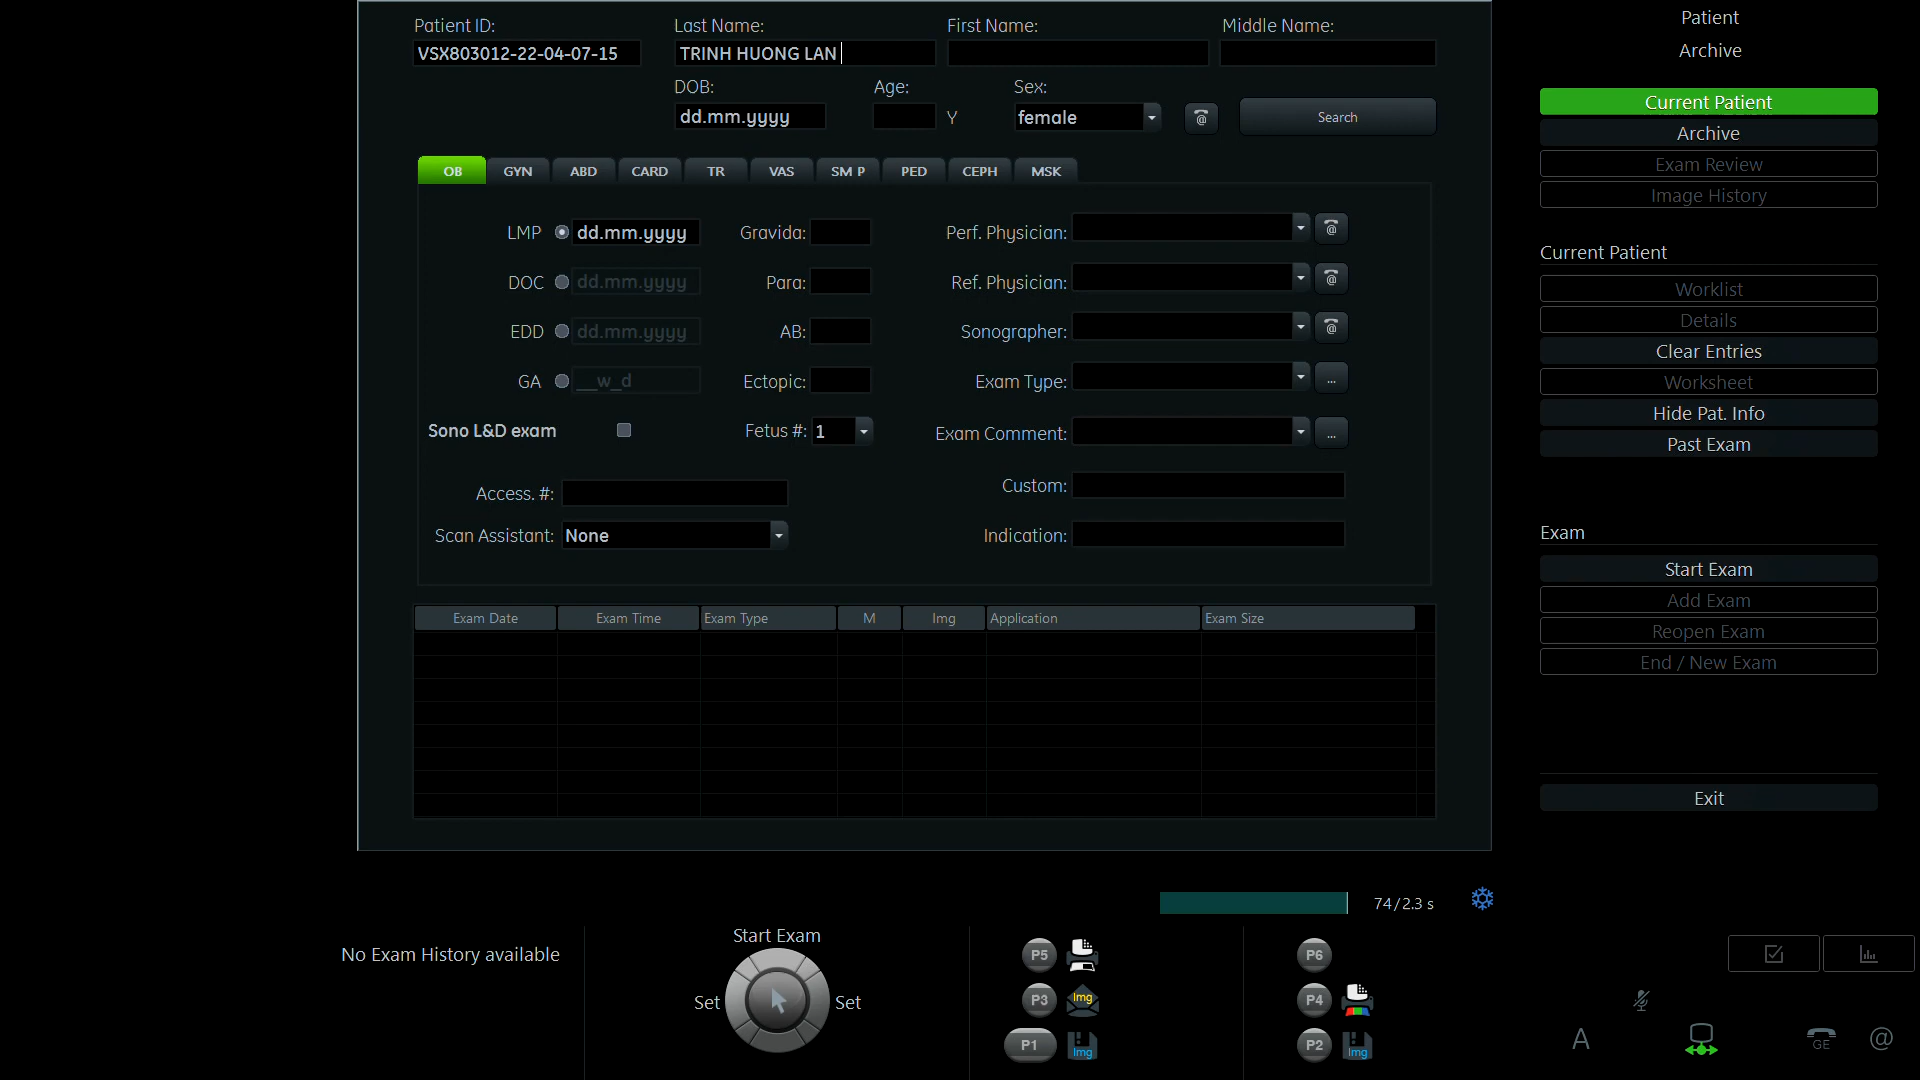 Patient ID: Last Name: First Name: Middle Name:
VSX803012-22-04-07-15 TRINH HUONG LAN
DOB: Age: Sex:
dd.mm.yyyy Y female @ Search
OB GYN ABD CARD TR VAS SM P PED CEPH MSK
LMP dd.mm.yyyy Gravida: Perf. Physician: @
DOC dd.mm.yyyy Para: Ref. Physician: @
EDD dd.mm.yyyy AB: Sonographer: @
GA __w_d Ectopic: Exam Type: ...
Sono L&D exam Fetus #: 1 Exam Comment: ...
Access. #: Custom:
Scan Assistant: None Indication:
Exam Date Exam Time Exam Type M Img Application Exam Size
Patient
Archive
Current Patient
Archive
Exam Review
Image History
Current Patient
Worklist
Details
Clear Entries
Worksheet
Hide Pat. Info
Past Exam
Exam
Start Exam
Add Exam
Reopen Exam
End / New Exam
Exit
74/2.3 s
No Exam History available
Start Exam
Set Set
P5 P6
P3 Img P4
P1 Img P2 Img
A GE @